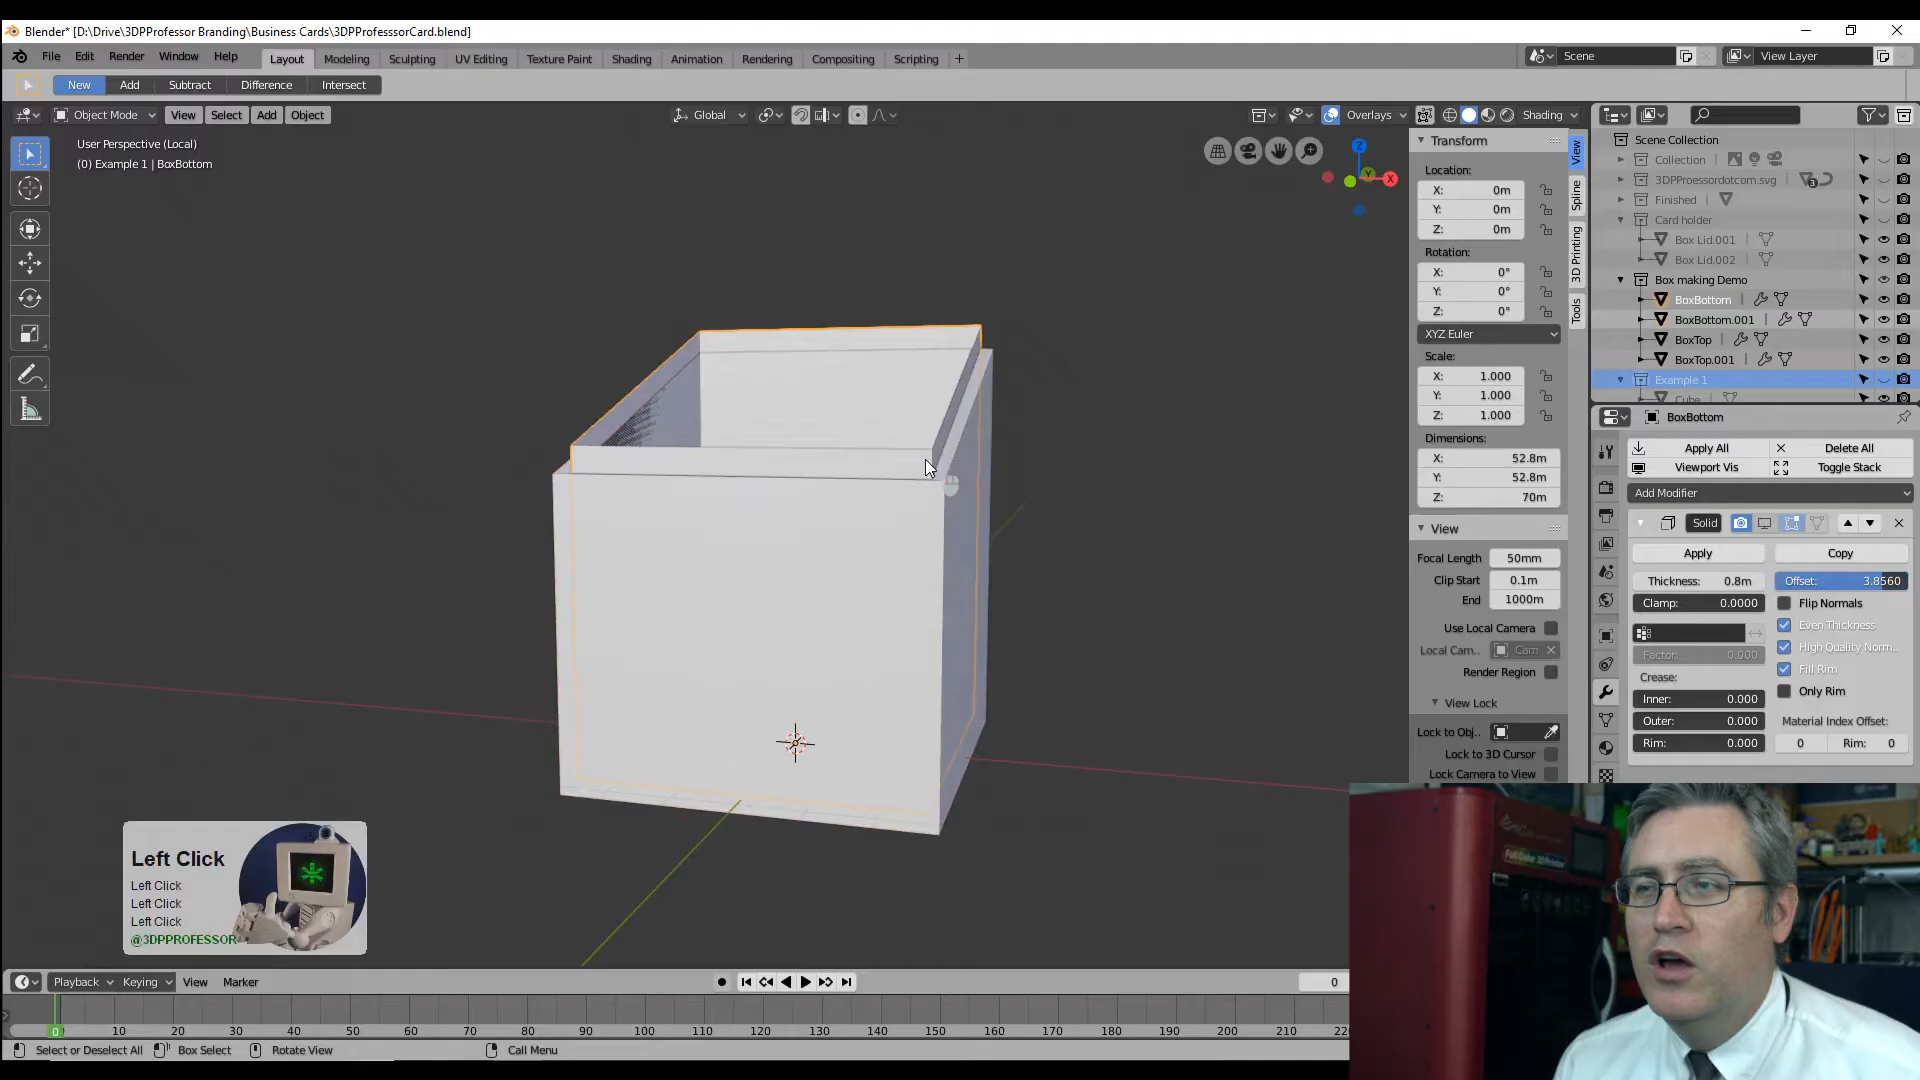 Blender* [D:\Drive\3DPProfessor Branding\Business Cards\3DPProfesssorCard.blend]
File Edit Render Window Help Layout Modeling Sculpting UV Editing Texture Paint Shading Animation Rendering Compositing Scripting + Scene View Layer
New Add Subtract Difference Intersect
Object Mode View Select Add Object Global Overlays Shading
User Perspective (Local)
(0) Example 1 | BoxBottom
Z
Y
X
Transform
Location:
X: 0m
Y: 0m
Z: 0m
Rotation:
X: 0°
Y: 0°
Z: 0°
XYZ Euler
Scale:
X: 1.000
Y: 1.000
Z: 1.000
Dimensions:
X: 52.8m
Y: 52.8m
Z: 70m
View
Focal Length 50mm
Clip Start 0.1m
End 1000m
Use Local Camera
Local Cam.. Cam
Render Region
View Lock
Lock to Obj..
Lock to 3D Cursor
Lock Camera to View
View
Spline
3D Printing
Tools
Scene Collection
Collection
3DPProessordotcom.svg 3
Finished
Card holder
Box Lid.001
Box Lid.002
Box making Demo
BoxBottom
BoxBottom.001
BoxTop
BoxTop.001
Example 1
Cube
BoxBottom
Apply All Delete All
Viewport Vis Toggle Stack
Add Modifier
Solid
Apply Copy
Thickness: 0.8m Offset: 3.8560
Clamp: 0.0000 Flip Normals
Even Thickness
High Quality Norm..
Factor: 0.000
Fill Rim
Crease:
Only Rim
Inner: 0.000
Outer: 0.000 Material Index Offset:
Rim: 0.000 0 Rim: 0
Left Click
Left Click
Left Click
Left Click
@3DPPROFESSOR
Full Color 3D Printer
Playback Keying View Marker 0
0 10 20 30 40 50 60 70 80 90 100 110 120 130 140 150 160 170 180 190 200 210 220
Select or Deselect All Box Select Rotate View Call Menu